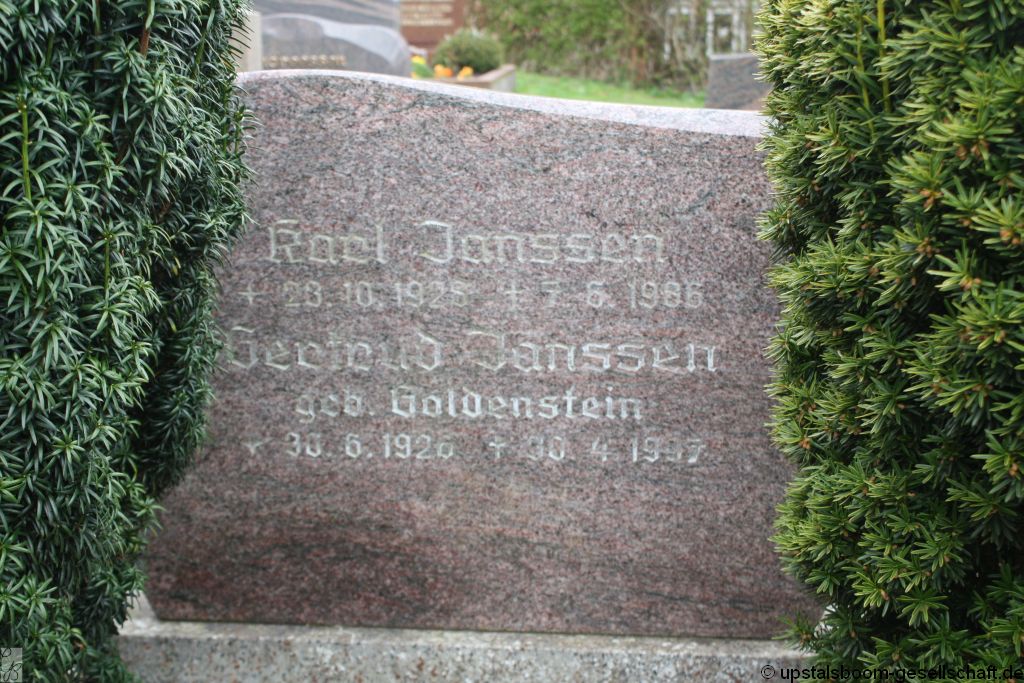 Karl Janssen
28. 10. 1925 † 7. 6. 1986
Gertrud Janssen
geb. Goldenstein
30. 6. 1926 † 30. 4. 1997
© upstalsboom-gesellschaft.de